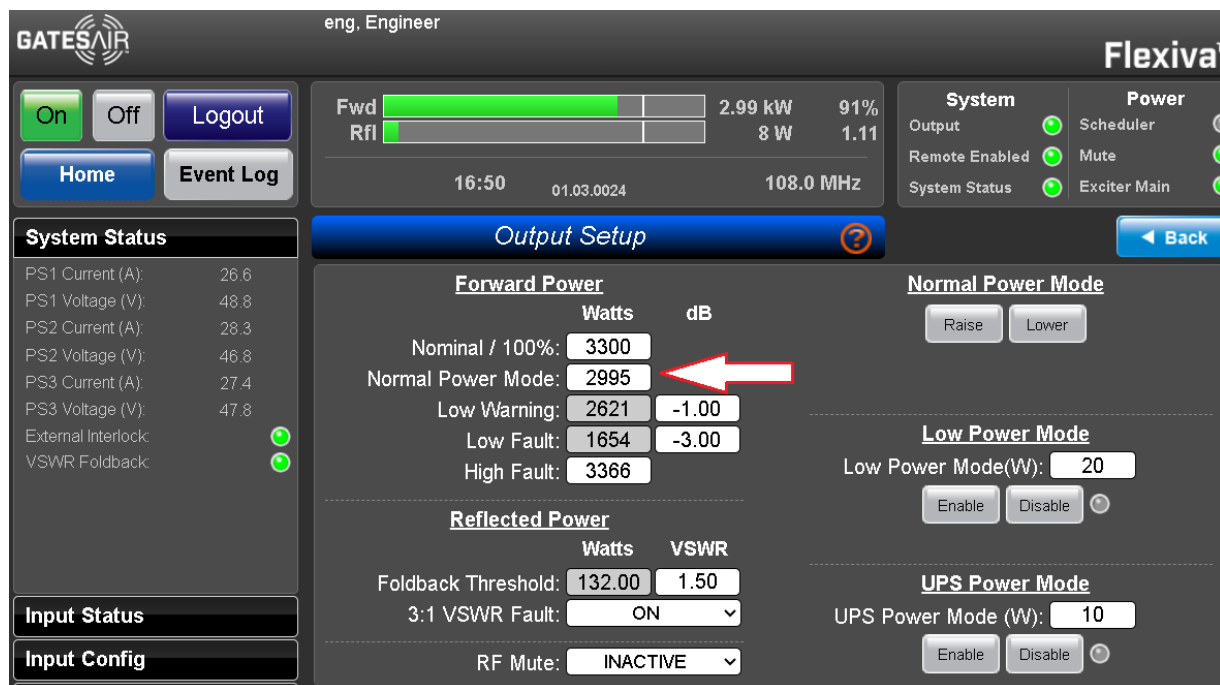 GATESAIR
eng, Engineer
Flexiva
On Off Logout
Home Event Log
Fwd 2.99 kW 91%
Rfl 8 W 1.11
16:50 01.03.0024 108.0 MHz
System Power
Output Scheduler
Remote Enabled Mute
System Status Exciter Main
System Status
PS1 Current (A): 26.6
PS1 Voltage (V): 48.8
PS2 Current (A): 28.3
PS2 Voltage (V): 46.8
PS3 Current (A): 27.4
PS3 Voltage (V): 47.8
External Interlock:
VSWR Foldback:
Input Status
Input Config
Output Setup ?
◄ Back
Forward Power
Watts dB
Nominal / 100%: 3300
Normal Power Mode: 2995
Low Warning: 2621 -1.00
Low Fault: 1654 -3.00
High Fault: 3366
Reflected Power
Watts VSWR
Foldback Threshold: 132.00 1.50
3:1 VSWR Fault: ON
RF Mute: INACTIVE
Normal Power Mode
Raise Lower
Low Power Mode
Low Power Mode(W): 20
Enable Disable
UPS Power Mode
UPS Power Mode (W): 10
Enable Disable